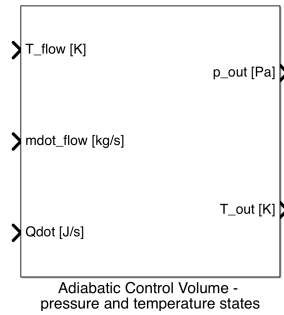 T_flow [K]
p_out [Pa]
mdot_flow [kg/s]
T_out [K]
Qdot [J/s]
Adiabatic Control Volume -
pressure and temperature states